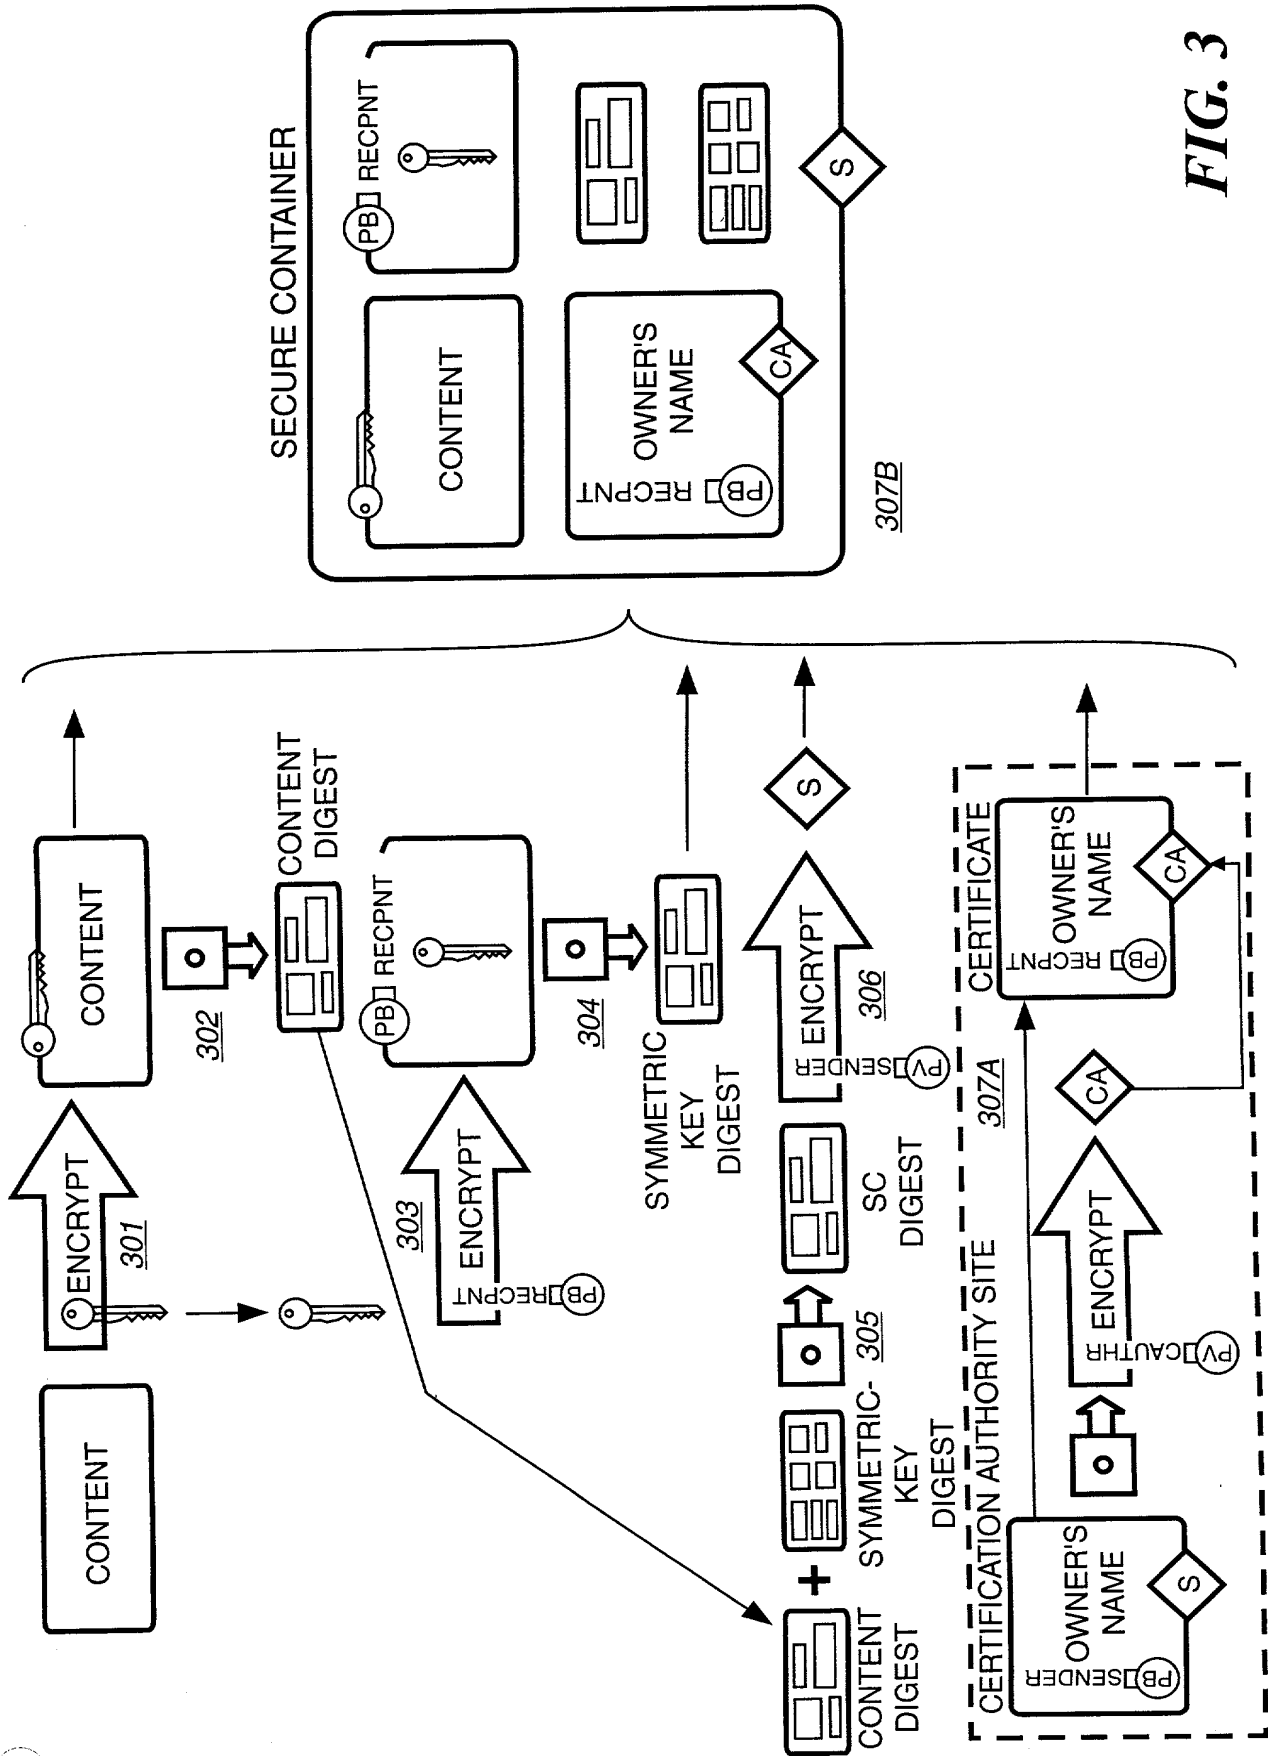 CONTENT
ENCRYPT
301
CONTENT
302
CONTENT
DIGEST
303
ENCRYPT
PB RECPNT
PB RECPNT
304
SYMMETRIC
KEY
DIGEST
CONTENT
DIGEST
+
SYMMETRIC-
KEY
DIGEST
305
SC
DIGEST
ENCRYPT
PV SENDER
306
S
CERTIFICATION AUTHORITY SITE
307A
PB SENDER
OWNER'S
NAME
S
ENCRYPT
PV CAUTHR
CA
CERTIFICATE
PB RECPNT
OWNER'S
NAME
CA
SECURE CONTAINER
CONTENT
PB RECPNT
PB RECPNT
OWNER'S
NAME
CA
S
307B
FIG. 3